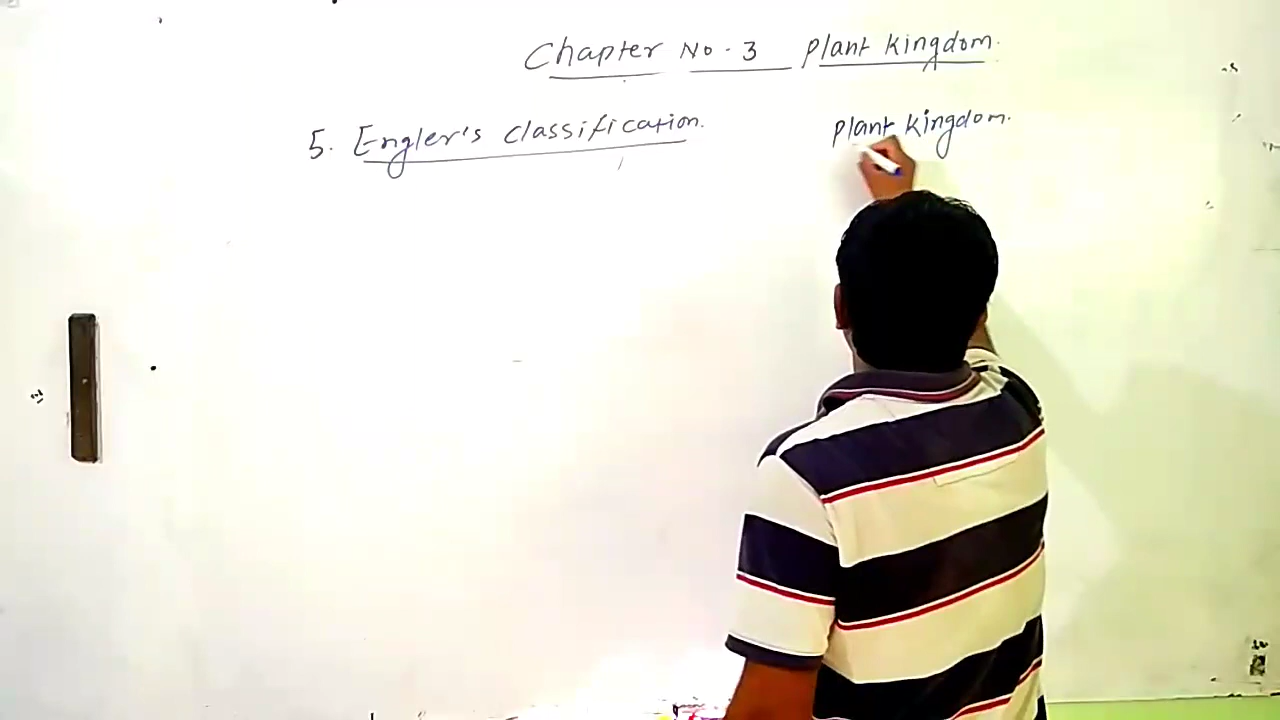 Chapter No. 3 Plant Kingdom.
5. Engler's classification.
Plant Kingdom.